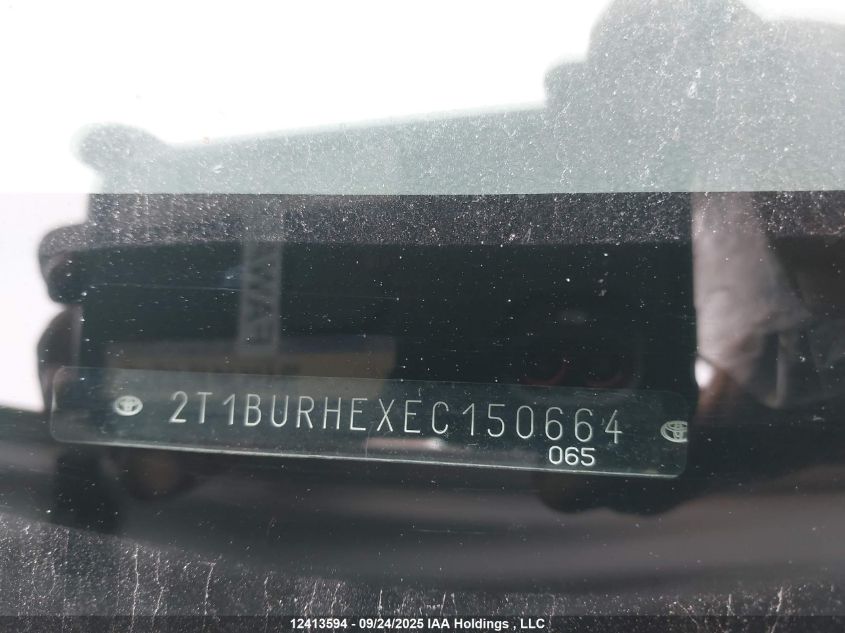 2T1BURHEXEC150664
065
12413594 - 09/24/2025 IAA Holdings , LLC